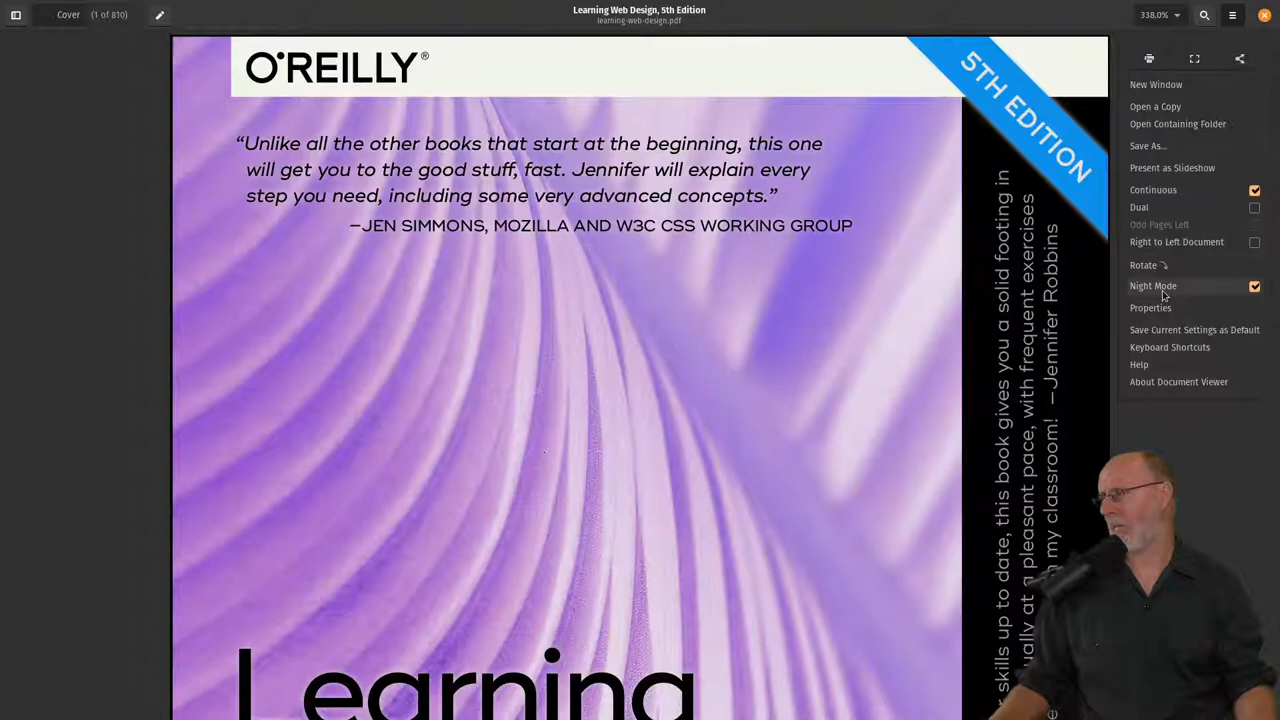 Cover (1 of 810)
Learning Web Design, 5th Edition
learning-web-design.pdf
338.0%
O'REILLY®
5TH EDITION
“Unlike all the other books that start at the beginning, this one
will get you to the good stuff, fast. Jennifer will explain every
step you need, including some very advanced concepts.”
—JEN SIMMONS, MOZILLA AND W3C CSS WORKING GROUP
skills up to date, this book gives you a solid footing in
at a pleasant pace, with frequent exercises
my classroom! —Jennifer Robbins
Learning
New Window
Open a Copy
Open Containing Folder
Save As...
Present as Slideshow
Continuous
Dual
Odd Pages Left
Right to Left Document
Rotate
Night Mode
Properties
Save Current Settings as Default
Keyboard Shortcuts
Help
About Document Viewer